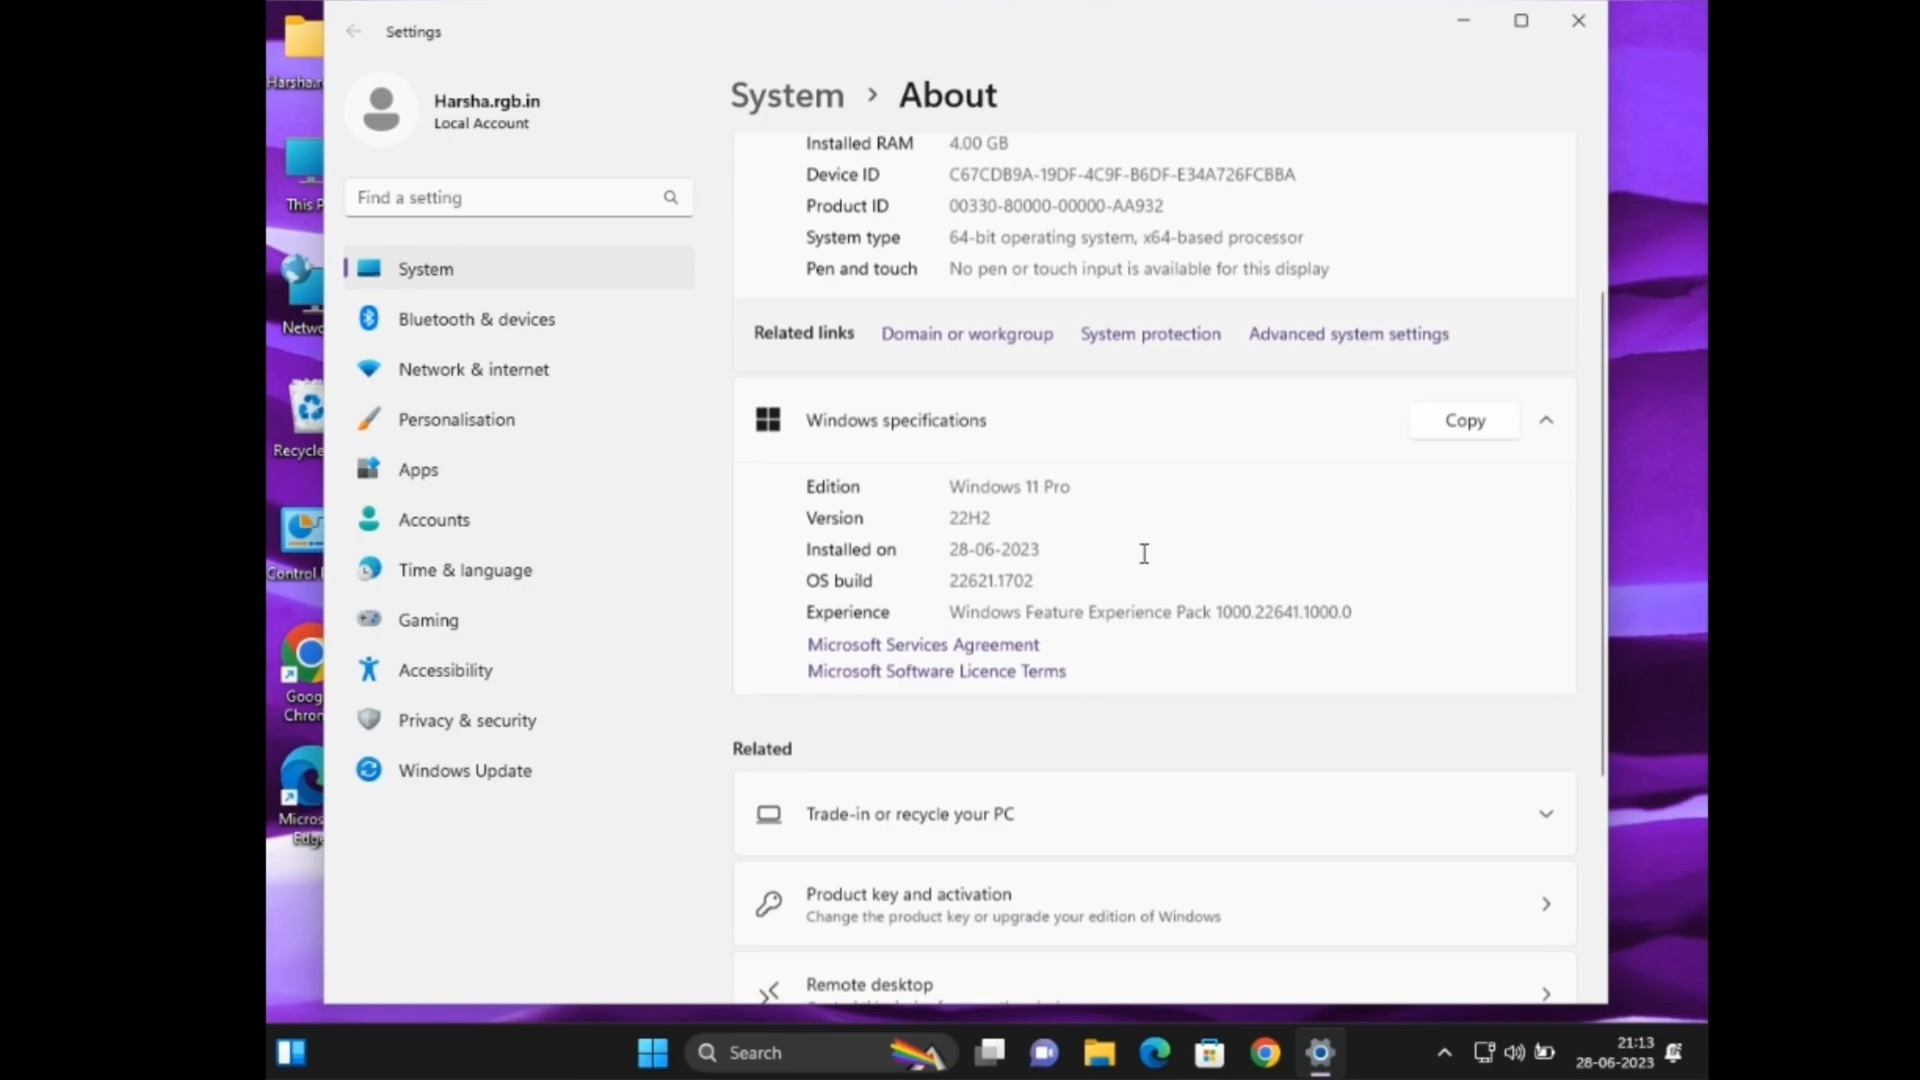 Settings
Harsha.rgb.in
Local Account
Find a setting
System
Bluetooth & devices
Network & internet
Personalisation
Apps
Accounts
Time & language
Gaming
Accessibility
Privacy & security
Windows Update
System > About
Installed RAM 4.00 GB
Device ID C67CDB9A-19DF-4C9F-B6DF-E34A726FCBBA
Product ID 00330-80000-00000-AA932
System type 64-bit operating system, x64-based processor
Pen and touch No pen or touch input is available for this display
Related links Domain or workgroup System protection Advanced system settings
Windows specifications Copy
Edition Windows 11 Pro
Version 22H2
Installed on 28-06-2023
OS build 22621.1702
Experience Windows Feature Experience Pack 1000.22641.1000.0
Microsoft Services Agreement
Microsoft Software Licence Terms
Related
Trade-in or recycle your PC
Product key and activation
Change the product key or upgrade your edition of Windows
Remote desktop
Harsha.r
This P
Netwo
Recycle
Control
Goog
Chron
Micros
Edge
Search
21:13
28-06-2023